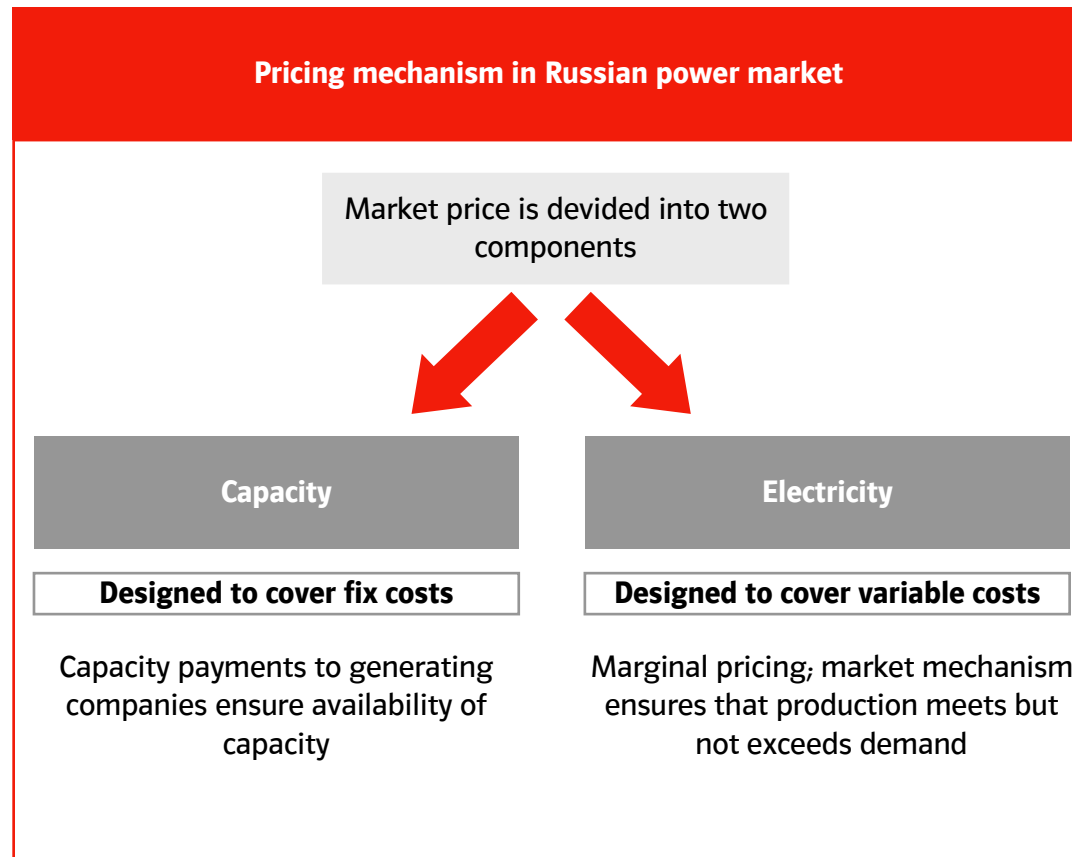 Pricing mechanism in Russian power market
Market price is devided into two
components
Capacity
Designed to cover fix costs
Capacity payments to generating
companies ensure availability of
capacity
Electricity
Designed to cover variable costs
Marginal pricing; market mechanism
ensures that production meets but
not exceeds demand